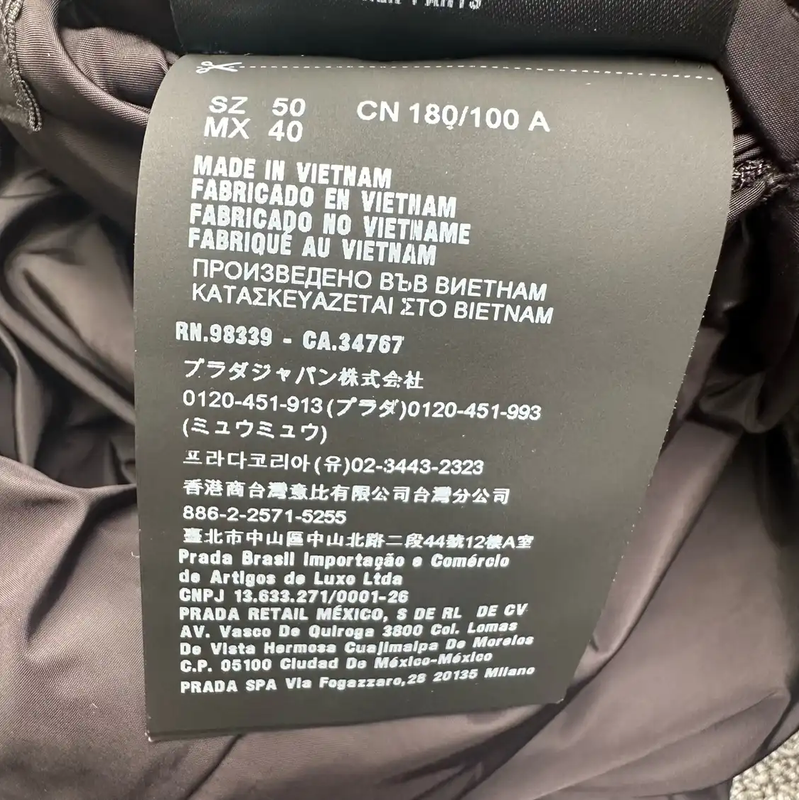 PARTS
SZ 50 CN 180/100 A
MX 40
MADE IN VIETNAM
FABRICADO EN VIETNAM
FABRICADO NO VIETNAME
FABRIQUÉ AU VIETNAM
ПРОИЗВЕДЕНО ВЪВ ВИЕТНАМ
ΚΑΤΑΣΚΕΥΑΖΕΤΑΙ ΣΤΟ ΒΙΕΤΝΑΜ
RN.98339 - CA.34767
プラダジャパン株式会社
0120-451-913(プラダ)0120-451-993
(ミュウミュウ)
프라다코리아(유)02-3443-2323
香港商台灣意比有限公司台灣分公司
886-2-2571-5255
臺北市中山區中山北路二段44號12樓A室
Prada Brasil Importação e Comércio
de Artigos de Luxo Ltda
CNPJ 13.633.271/0001-26
PRADA RETAIL MÉXICO, S DE RL DE CV
AV. Vasco De Quiroga 3800 Col. Lomas
De Vista Hermosa Cuajimalpa De Morelos
C.P. 05100 Ciudad De México-México
PRADA SPA Via Fogazzaro,28 20135 Milano